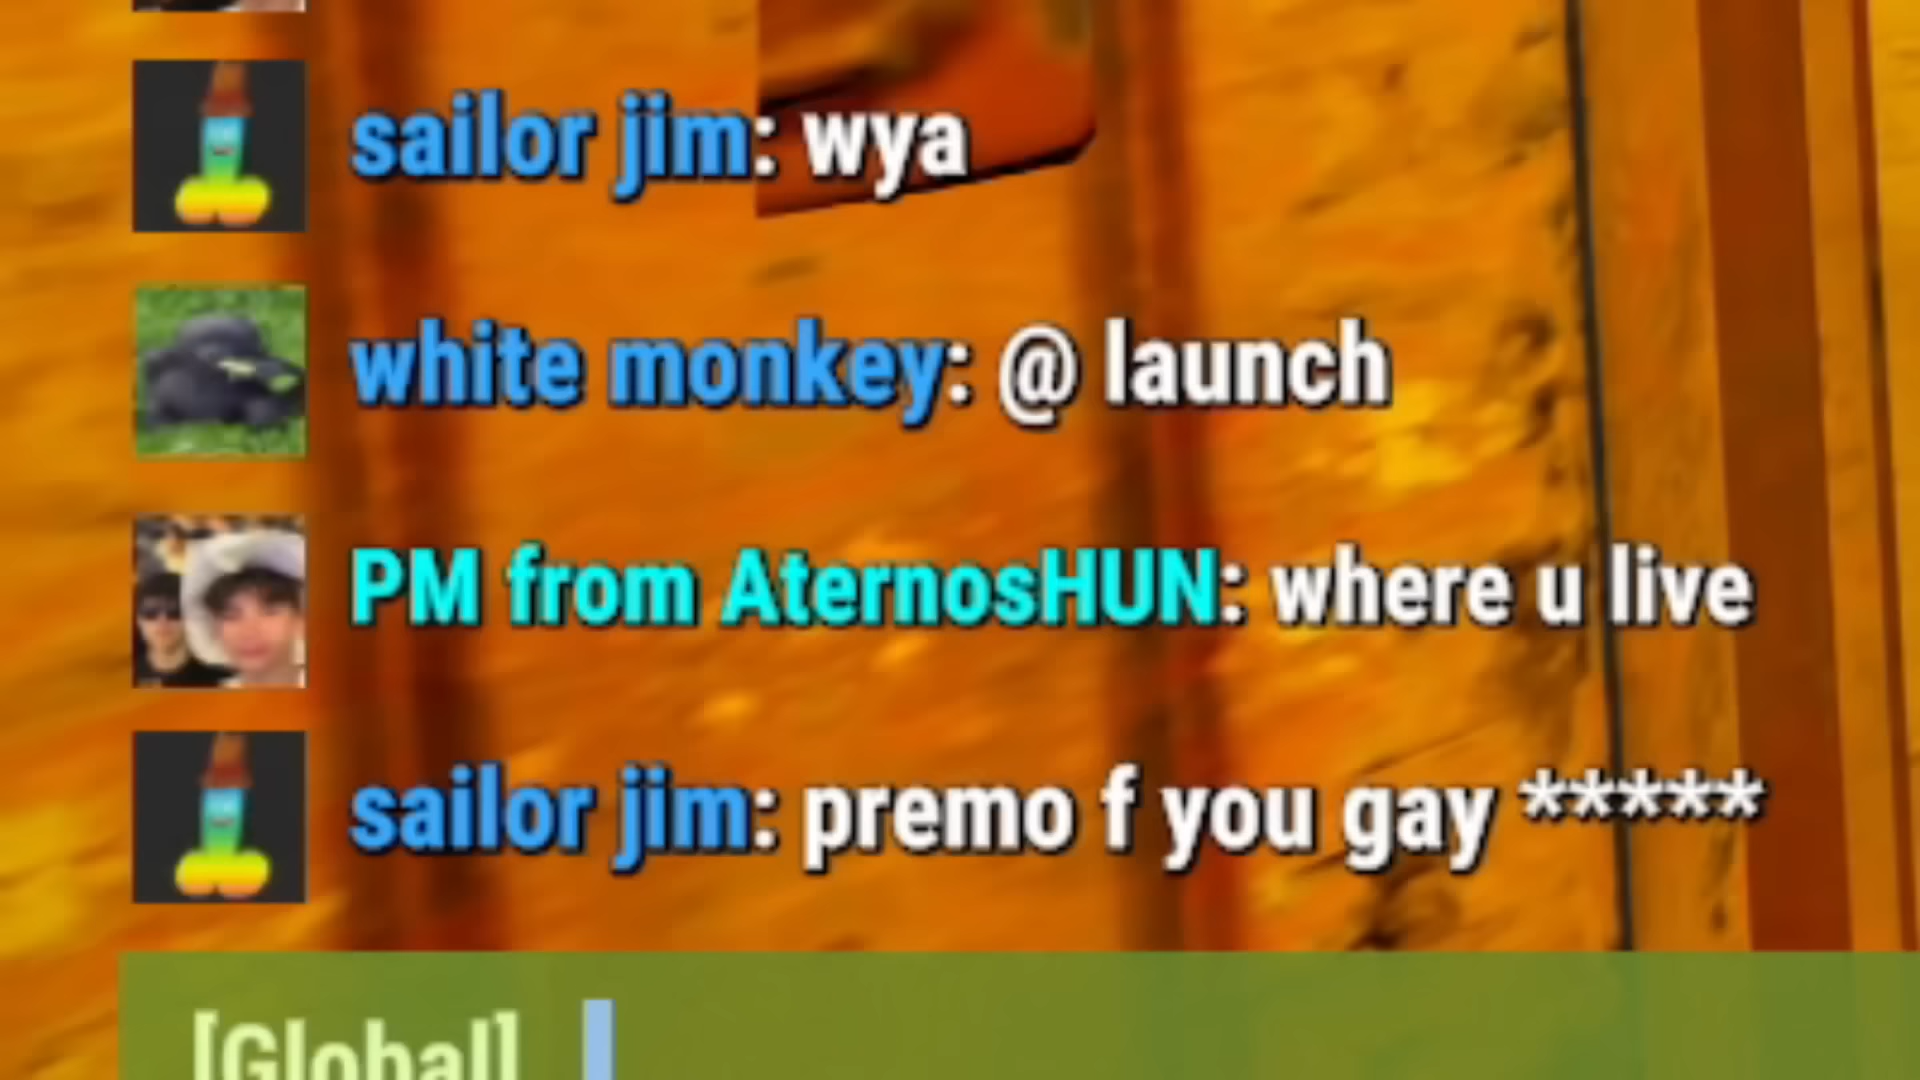 sailor jim: wya
white monkey: @ launch
PM from AternosHUN: where u live
sailor jim: premo f you gay *****
[Global]